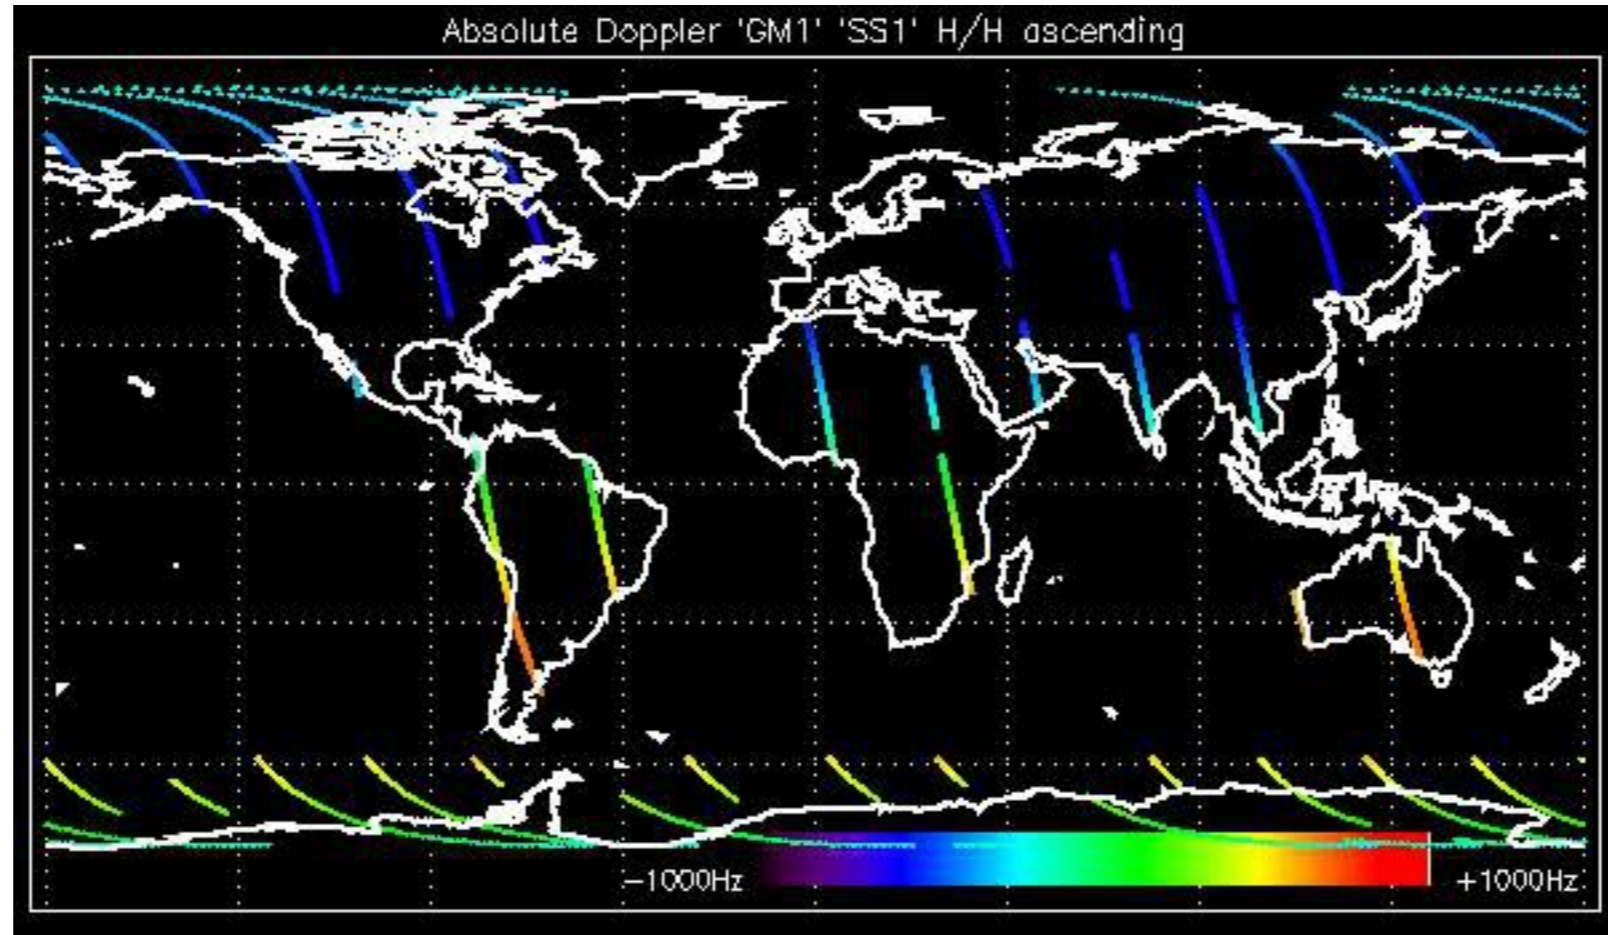 Absolute Doppler 'GM1' 'SS1' H/H ascending
−1000Hz +1000Hz